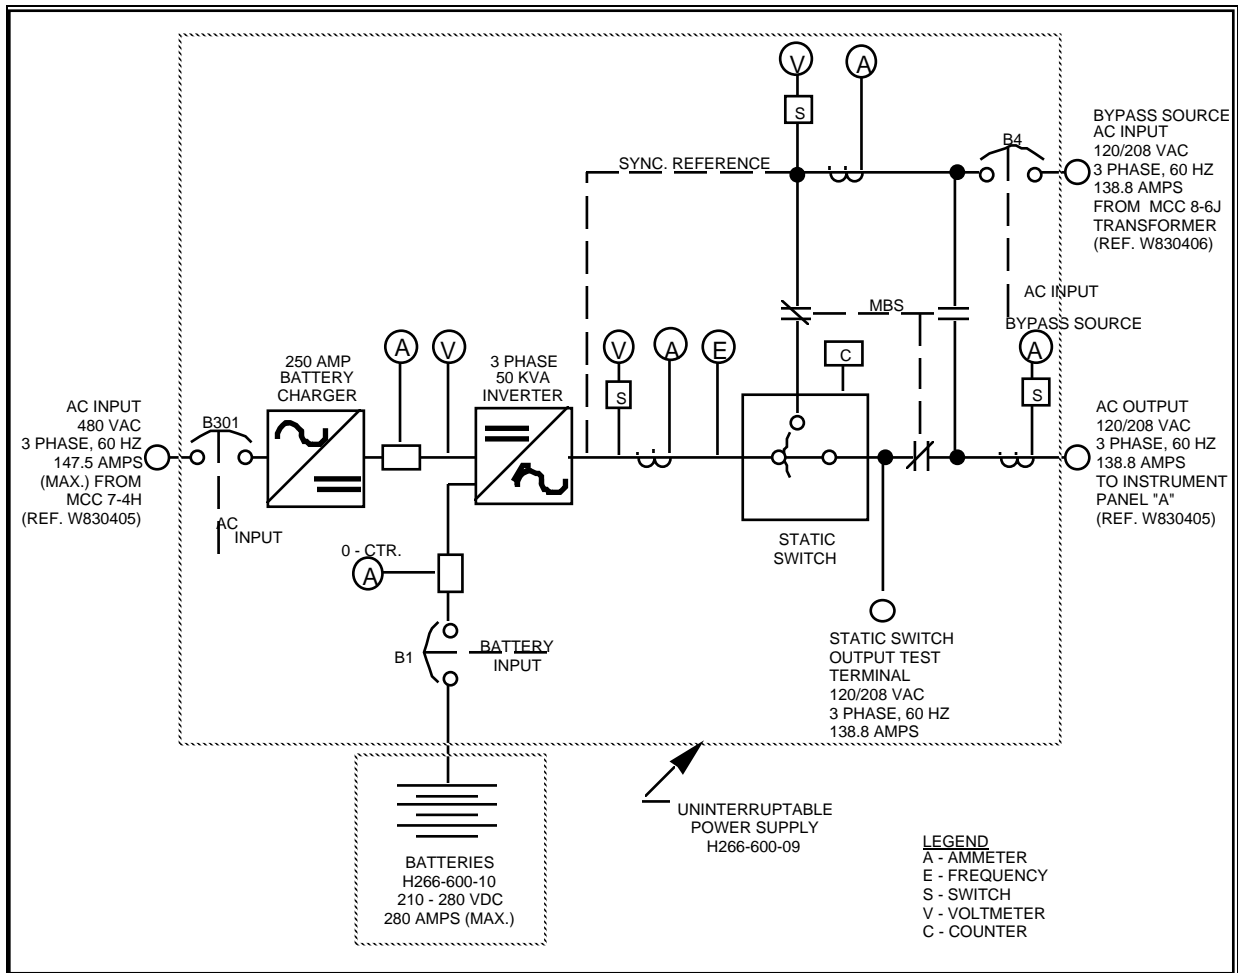 V
A
S
BYPASS SOURCE
AC INPUT
120/208 VAC
3 PHASE, 60 HZ
138.8 AMPS
FROM MCC 8-6J
TRANSFORMER
(REF. W830406)
B4
SYNC. REFERENCE
AC INPUT
BYPASS SOURCE
MBS
A
V
V
A
E
C
A
S
S
250 AMP
BATTERY
CHARGER
3 PHASE
50 KVA
INVERTER
AC INPUT
480 VAC
3 PHASE, 60 HZ
147.5 AMPS
(MAX.) FROM
MCC 7-4H
(REF. W830405)
B301
AC
INPUT
AC OUTPUT
120/208 VAC
3 PHASE, 60 HZ
138.8 AMPS
TO INSTRUMENT
PANEL "A"
(REF. W830405)
STATIC
SWITCH
0 - CTR.
A
B1
BATTERY
INPUT
STATIC SWITCH
OUTPUT TEST
TERMINAL
120/208 VAC
3 PHASE, 60 HZ
138.8 AMPS
BATTERIES
H266-600-10
210 - 280 VDC
280 AMPS (MAX.)
UNINTERRUPTABLE
POWER SUPPLY
H266-600-09
LEGEND
A - AMMETER
E - FREQUENCY
S - SWITCH
V - VOLTMETER
C - COUNTER